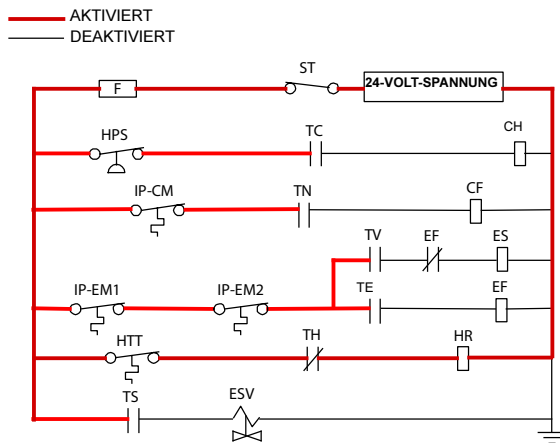 AKTIVIERT
DEAKTIVIERT
F
ST
24-VOLT-SPANNUNG
HPS
TC
CH
IP-CM
TN
CF
TV
EF
ES
IP-EM1
IP-EM2
TE
EF
HTT
TH
HR
TS
ESV